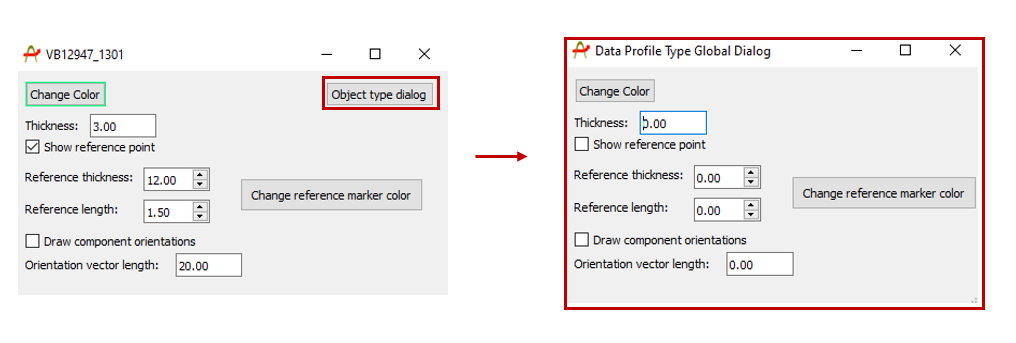 VB12947_1301
Change Color
Object type dialog
Thickness: 3.00
Show reference point
Reference thickness: 12.00
Reference length: 1.50
Change reference marker color
Draw component orientations
Orientation vector length: 20.00
Data Profile Type Global Dialog
Change Color
Thickness: 0.00
Show reference point
Reference thickness: 0.00
Reference length: 0.00
Change reference marker color
Draw component orientations
Orientation vector length: 0.00